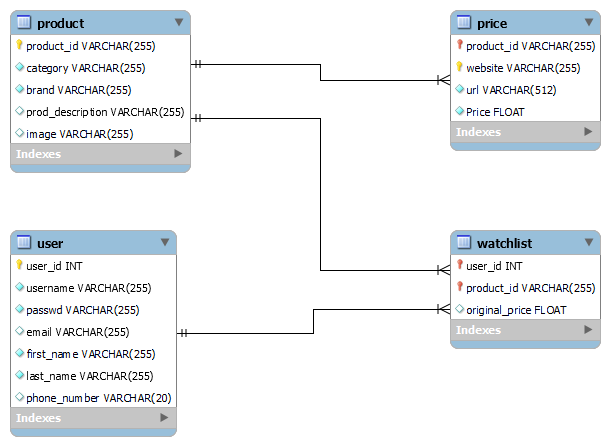 product
product_id VARCHAR(255)
category VARCHAR(255)
brand VARCHAR(255)
prod_description VARCHAR(255)
image VARCHAR(255)
Indexes
price
product_id VARCHAR(255)
website VARCHAR(255)
url VARCHAR(512)
Price FLOAT
Indexes
user
user_id INT
username VARCHAR(255)
passwd VARCHAR(255)
email VARCHAR(255)
first_name VARCHAR(255)
last_name VARCHAR(255)
phone_number VARCHAR(20)
Indexes
watchlist
user_id INT
product_id VARCHAR(255)
original_price FLOAT
Indexes